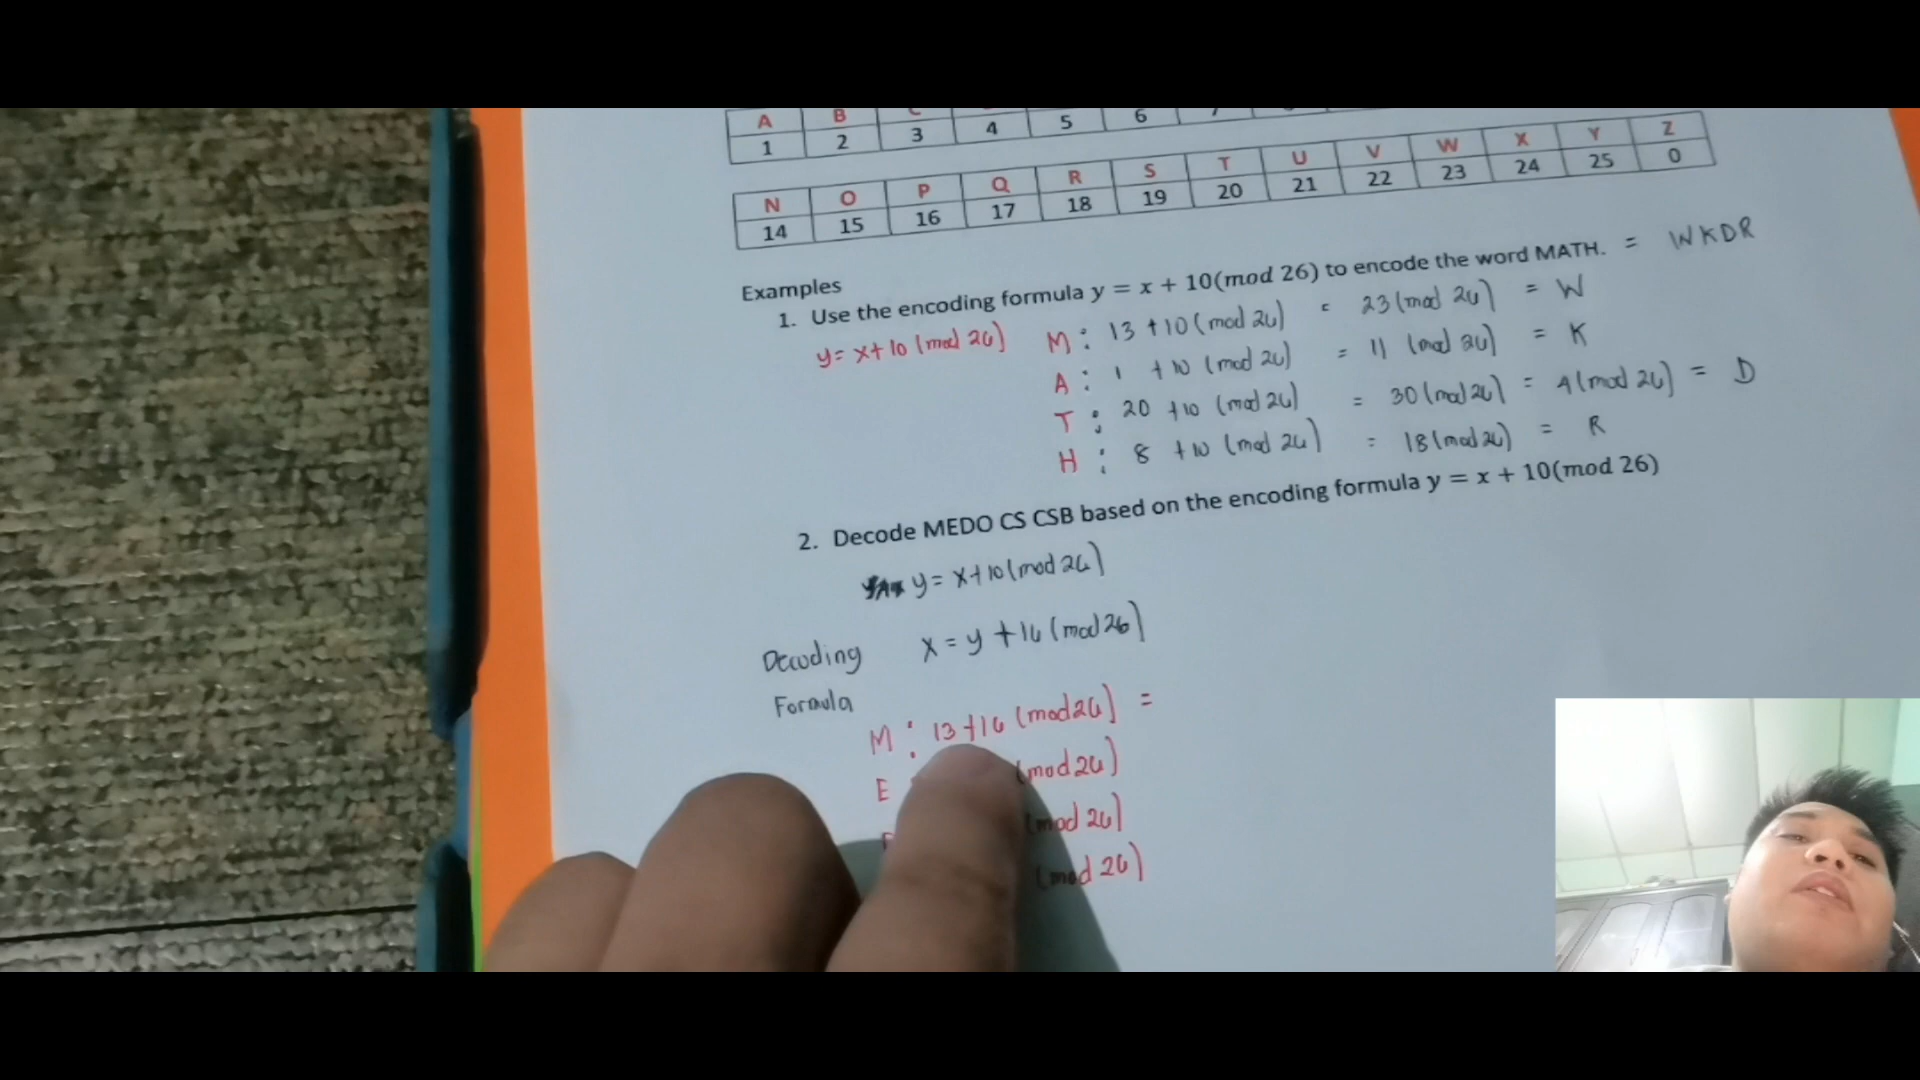 A B
1 2 3 4 5 6
N O P Q R S T U V W X Y Z
14 15 16 17 18 19 20 21 22 23 24 25 0
Examples
1. Use the encoding formula y = x + 10(mod 26) to encode the word MATH. = WKDR
y = x + 10 (mod 26) M : 13 + 10 (mod 26) = 23 (mod 26) = W
A : 1 + 10 (mod 26) = 11 (mod 26) = K
T : 20 + 10 (mod 26) = 30 (mod 26) = 4 (mod 26) = D
H : 8 + 10 (mod 26) = 18 (mod 26) = R
2. Decode MEDO CS CSB based on the encoding formula y = x + 10(mod 26)
y = x + 10 (mod 26)
Decoding x = y + 16 (mod 26)
Formula
M : 13 + 16 (mod 26) =
E (mod 26)
(mod 26)
(mod 26)